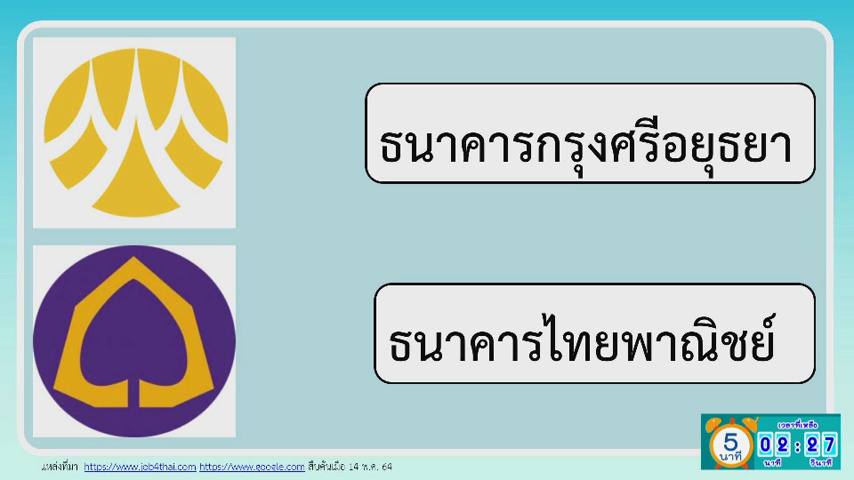 ธนาคารกรุงศรีอยุธยา
ธนาคารไทยพาณิชย์
เวลาที่เหลือ
5 02:27
นาที นาที วินาที
แหล่งที่มา https://www.job4thai.com https://www.google.com สืบค้นเมื่อ 14 พ.ค. 64